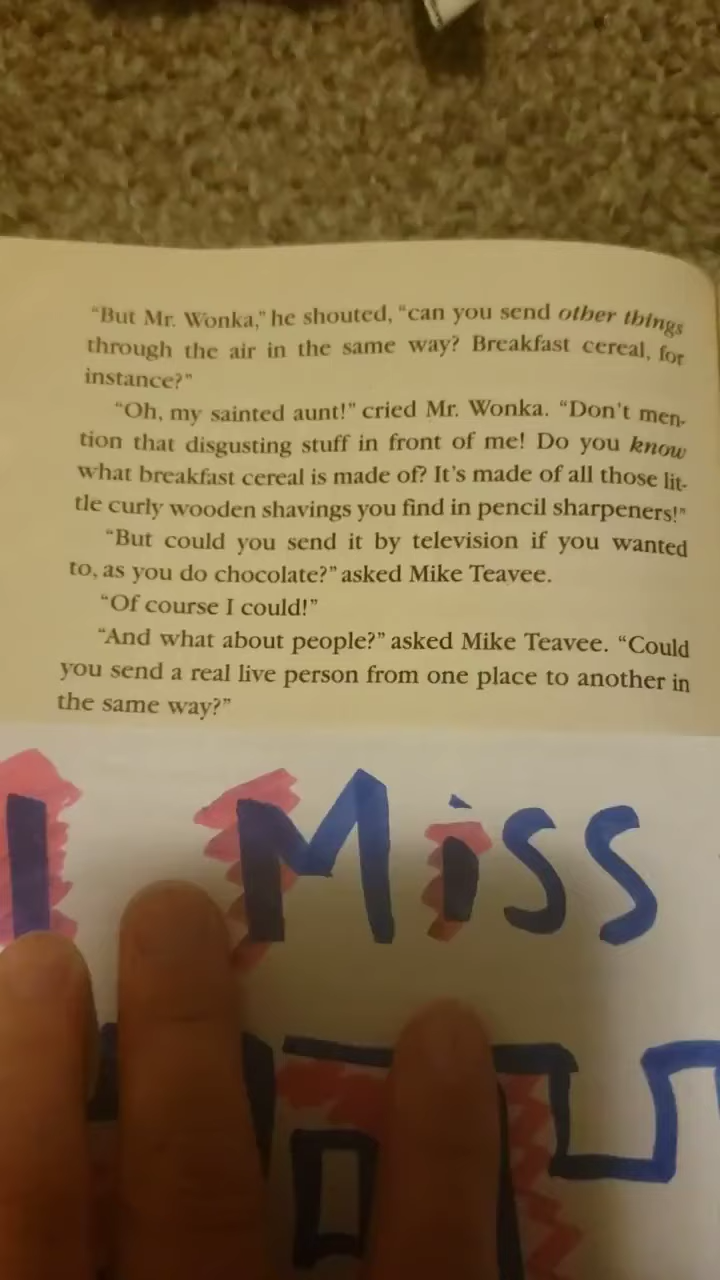 “But Mr. Wonka,” he shouted, “can you send other things
through the air in the same way? Breakfast cereal, for
instance?”
“Oh, my sainted aunt!” cried Mr. Wonka. “Don’t men-
tion that disgusting stuff in front of me! Do you know
what breakfast cereal is made of? It’s made of all those lit-
tle curly wooden shavings you find in pencil sharpeners!”
“But could you send it by television if you wanted
to, as you do chocolate?” asked Mike Teavee.
“Of course I could!”
“And what about people?” asked Mike Teavee. “Could
you send a real live person from one place to another in
the same way?”
I Miss